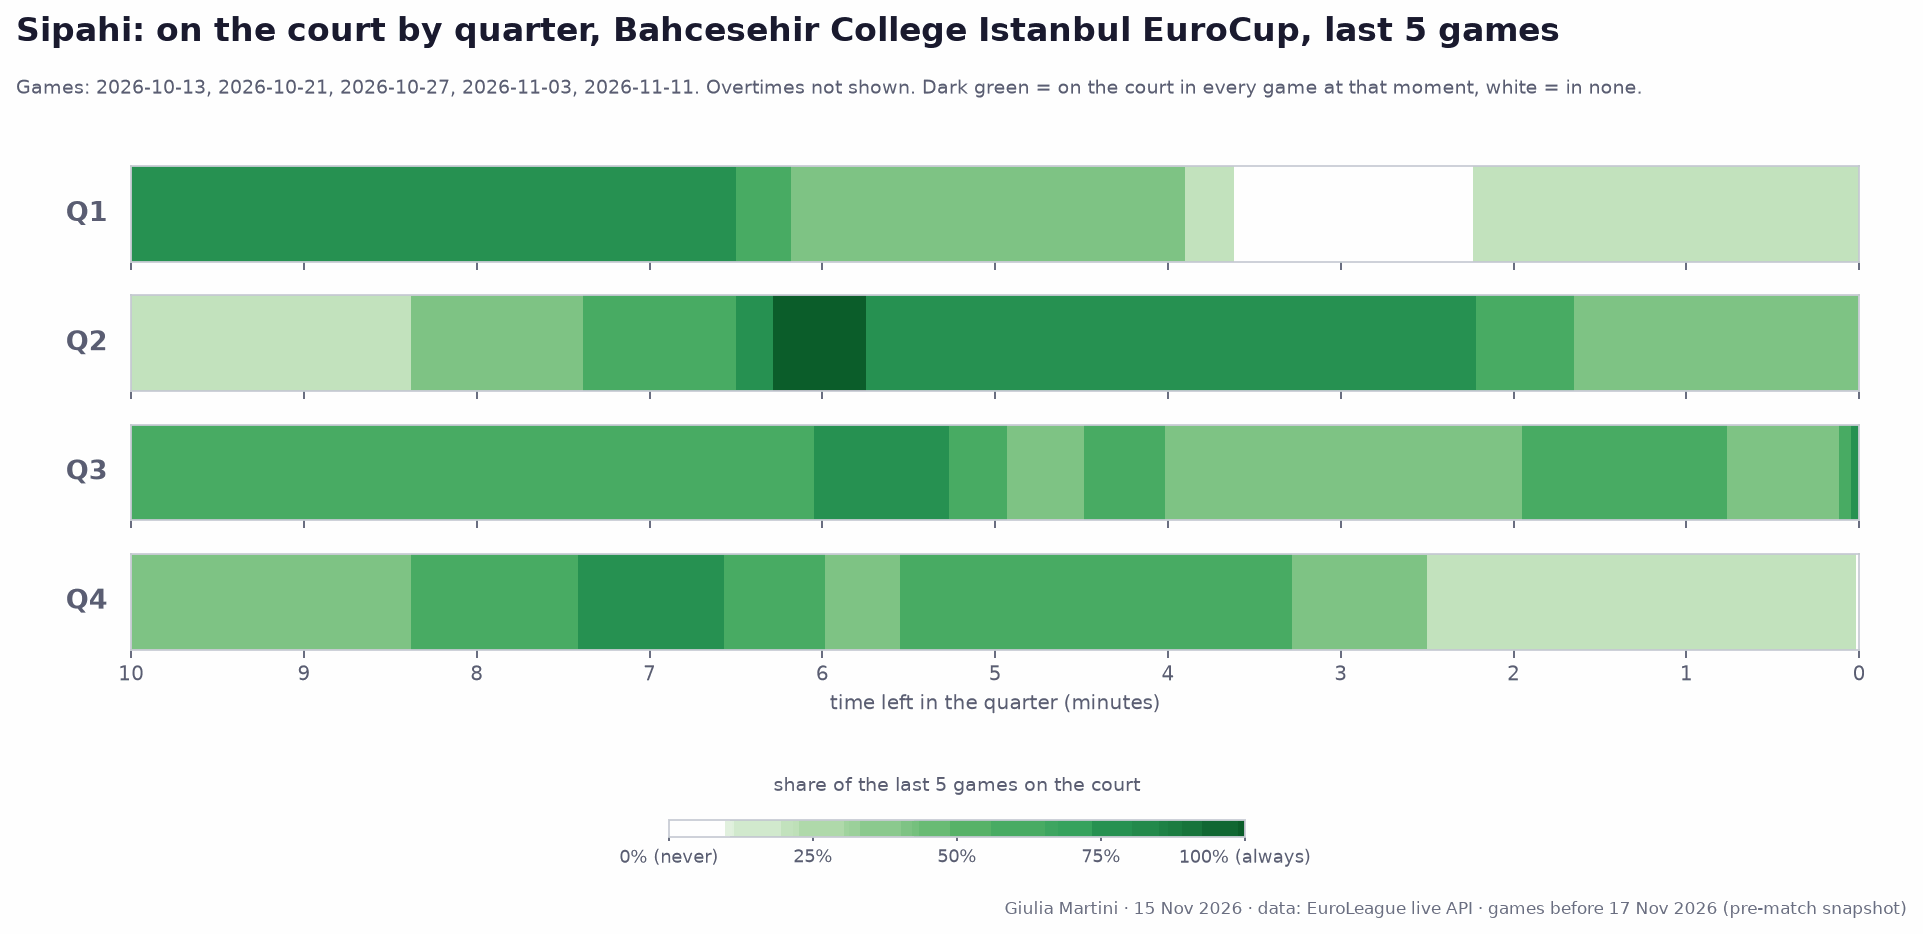 Sipahi: on the court by quarter, Bahcesehir College Istanbul EuroCup, last 5 games
Games: 2026-10-13, 2026-10-21, 2026-10-27, 2026-11-03, 2026-11-11. Overtimes not shown. Dark green = on the court in every game at that moment, white = in none.
Q1
Q2
Q3
Q4
10 9 8 7 6 5 4 3 2 1 0
time left in the quarter (minutes)
share of the last 5 games on the court
0% (never) 25% 50% 75% 100% (always)
Giulia Martini · 15 Nov 2026 · data: EuroLeague live API · games before 17 Nov 2026 (pre-match snapshot)